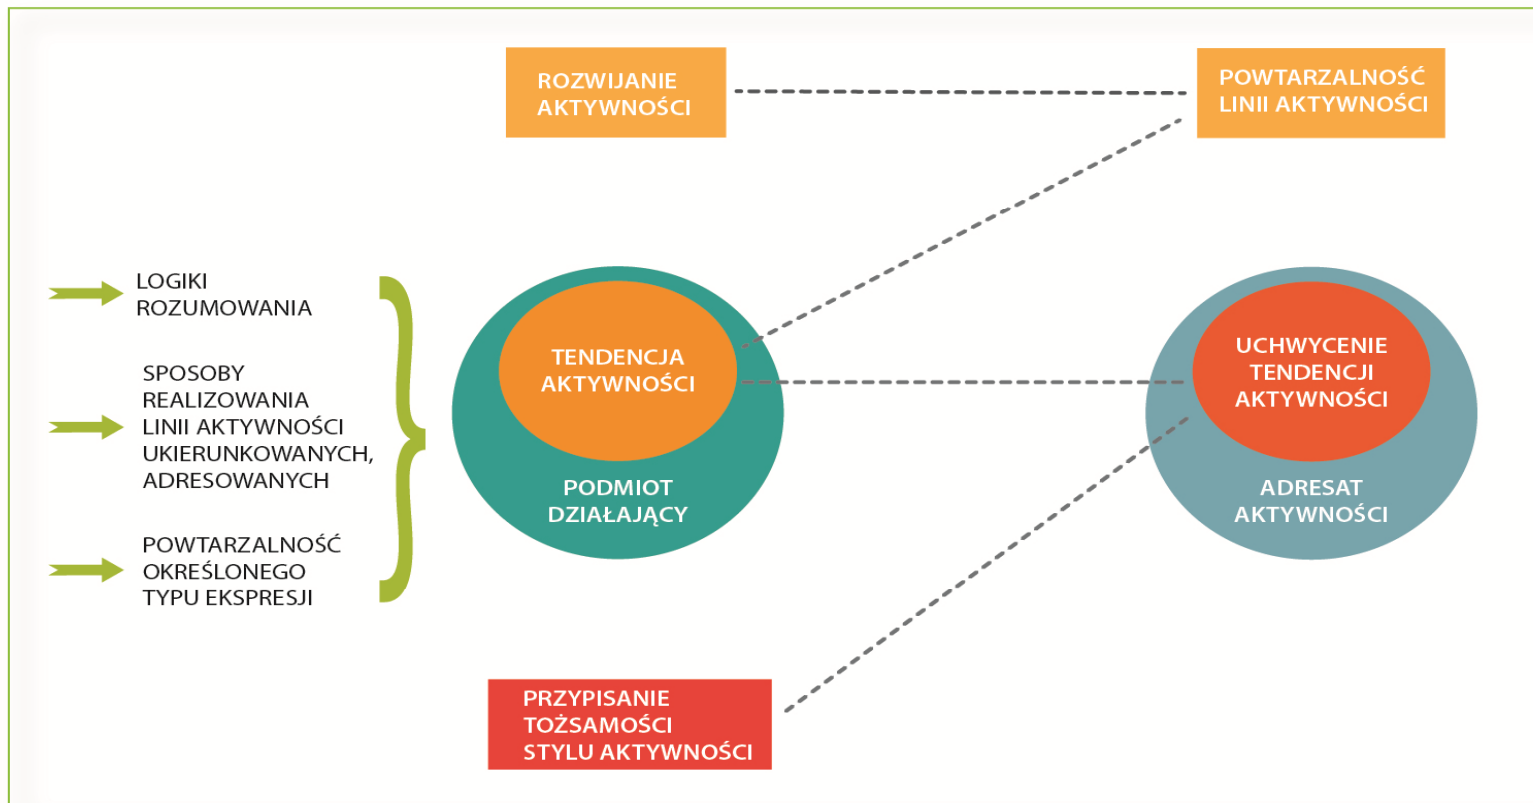 ROZWIJANIE
AKTYWNOŚCI
POWTARZALNOŚĆ
LINII AKTYWNOŚCI
LOGIKI
ROZUMOWANIA
SPOSOBY
REALIZOWANIA
LINII AKTYWNOŚCI
UKIERUNKOWANYCH,
ADRESOWANYCH
POWTARZALNOŚĆ
OKREŚLONEGO
TYPU EKSPRESJI
TENDENCJA
AKTYWNOŚCI
PODMIOT
DZIAŁAJĄCY
UCHWYCENIE
TENDENCJI
AKTYWNOŚCI
ADRESAT
AKTYWNOŚCI
PRZYPISANIE
TOŻSAMOŚCI
STYLU AKTYWNOŚCI